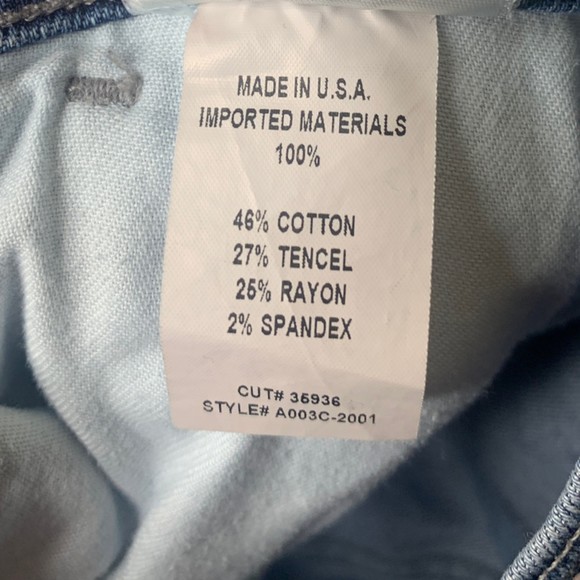 MADE IN U.S.A.
IMPORTED MATERIALS
100%
46% COTTON
27% TENCEL
25% RAYON
2% SPANDEX
CUT# 35936
STYLE# A003C-2001